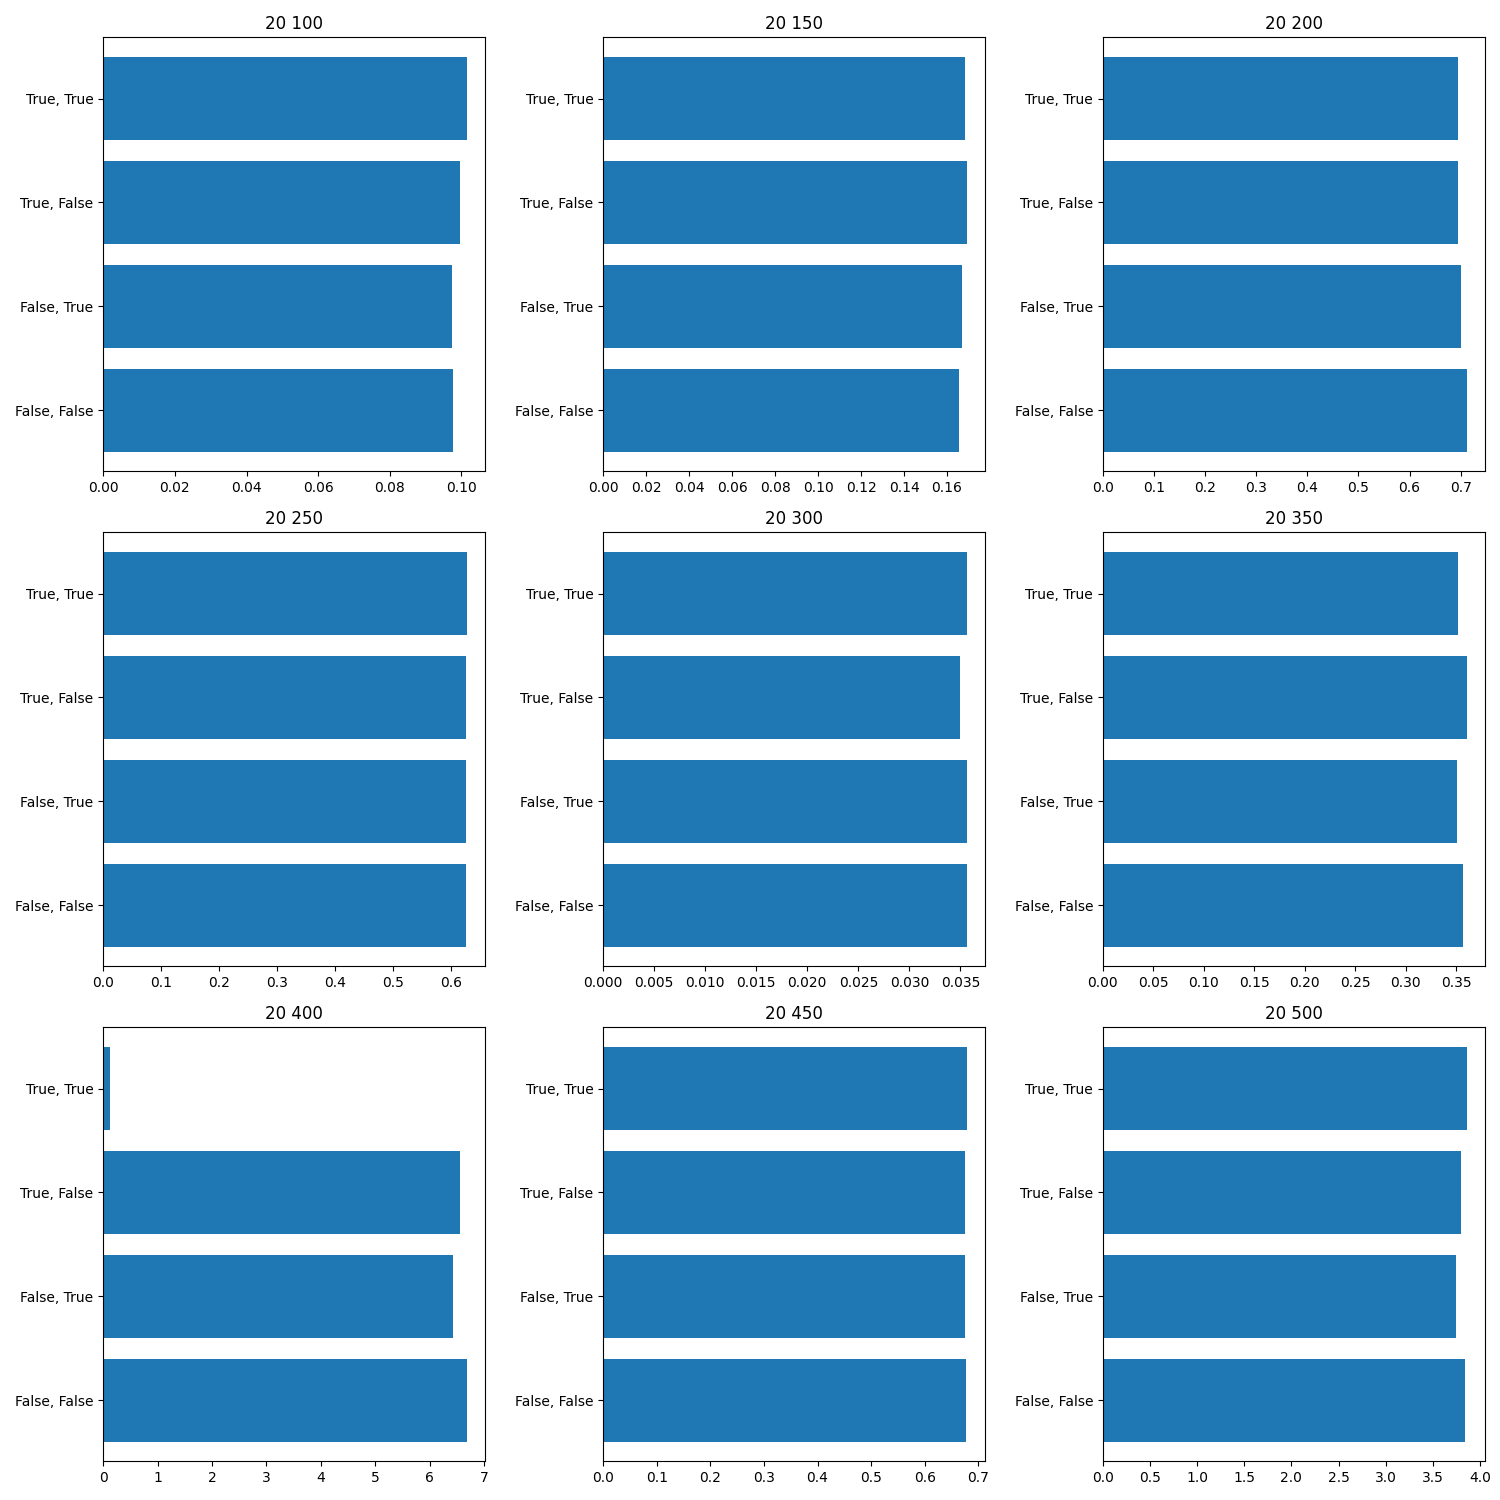 20 100
True, True
True, False
False, True
False, False
0.00 0.02 0.04 0.06 0.08 0.10
20 150
True, True
True, False
False, True
False, False
0.00 0.02 0.04 0.06 0.08 0.10 0.12 0.14 0.16
20 200
True, True
True, False
False, True
False, False
0.0 0.1 0.2 0.3 0.4 0.5 0.6 0.7
20 250
True, True
True, False
False, True
False, False
0.0 0.1 0.2 0.3 0.4 0.5 0.6
20 300
True, True
True, False
False, True
False, False
0.000 0.005 0.010 0.015 0.020 0.025 0.030 0.035
20 350
True, True
True, False
False, True
False, False
0.00 0.05 0.10 0.15 0.20 0.25 0.30 0.35
20 400
True, True
True, False
False, True
False, False
0 1 2 3 4 5 6 7
20 450
True, True
True, False
False, True
False, False
0.0 0.1 0.2 0.3 0.4 0.5 0.6 0.7
20 500
True, True
True, False
False, True
False, False
0.0 0.5 1.0 1.5 2.0 2.5 3.0 3.5 4.0